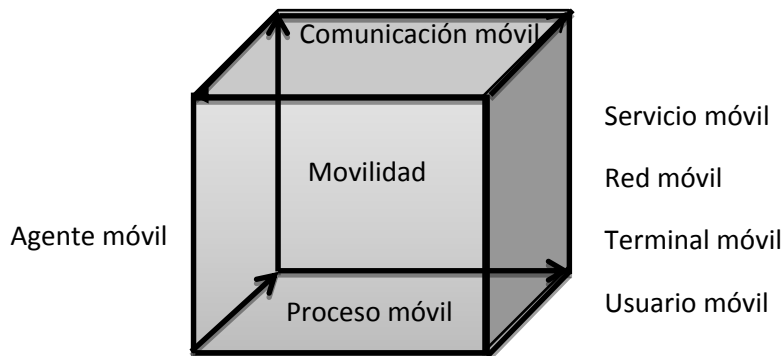 Comunicación móvil
Servicio móvil
Movilidad
Red móvil
Agente móvil
Terminal móvil
Proceso móvil
Usuario móvil